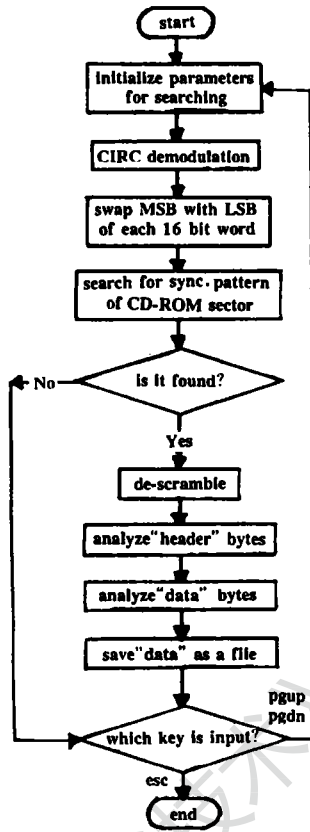 start
initialize parameters
for searching
CIRC demodulation
swap MSB with LSB
of each 16 bit word
search for sync. pattern
of CD-ROM sector
is it found?
No
Yes
de-scramble
analyze"header" bytes
analyze"data" bytes
save"data" as a file
pgup
pgdn
which key is input?
esc
end